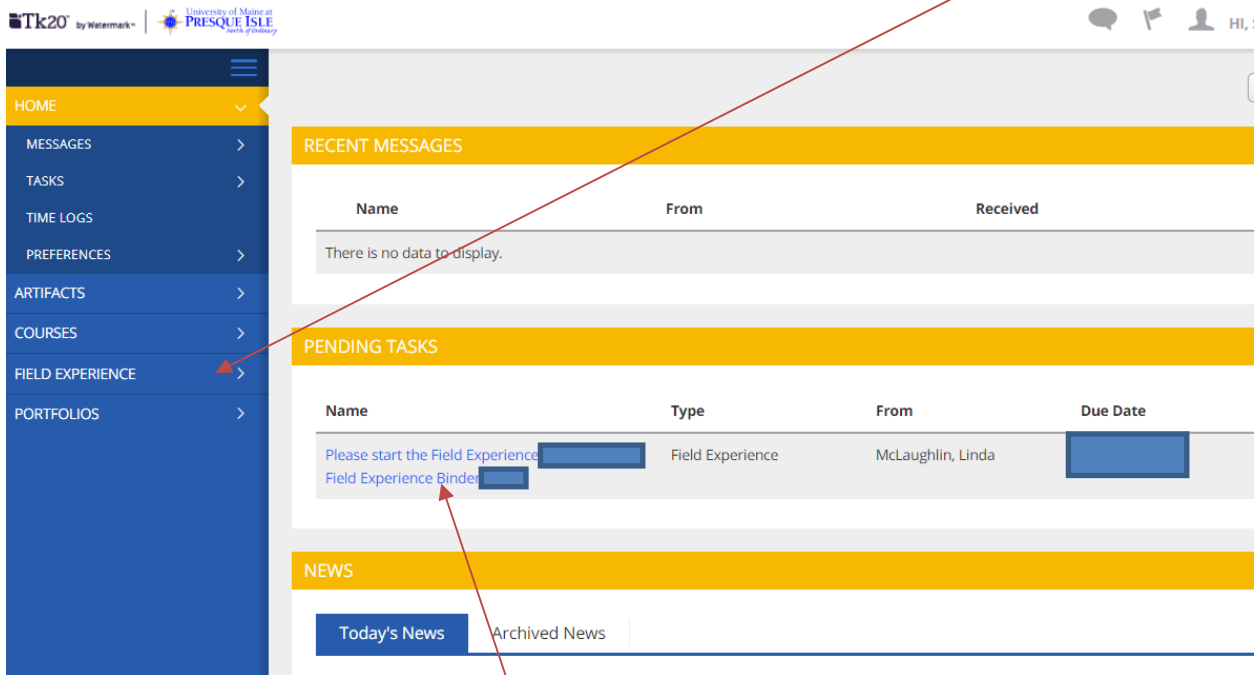 Tk20 by Watermark™
University of Maine at
PRESQUE ISLE
North of Ordinary
HI,
HOME
MESSAGES
TASKS
TIME LOGS
PREFERENCES
ARTIFACTS
COURSES
FIELD EXPERIENCE
PORTFOLIOS
RECENT MESSAGES
Name From Received
There is no data to display.
PENDING TASKS
Name Type From Due Date
Please start the Field Experience Field Experience McLaughlin, Linda
Field Experience Binder
NEWS
Today's News Archived News